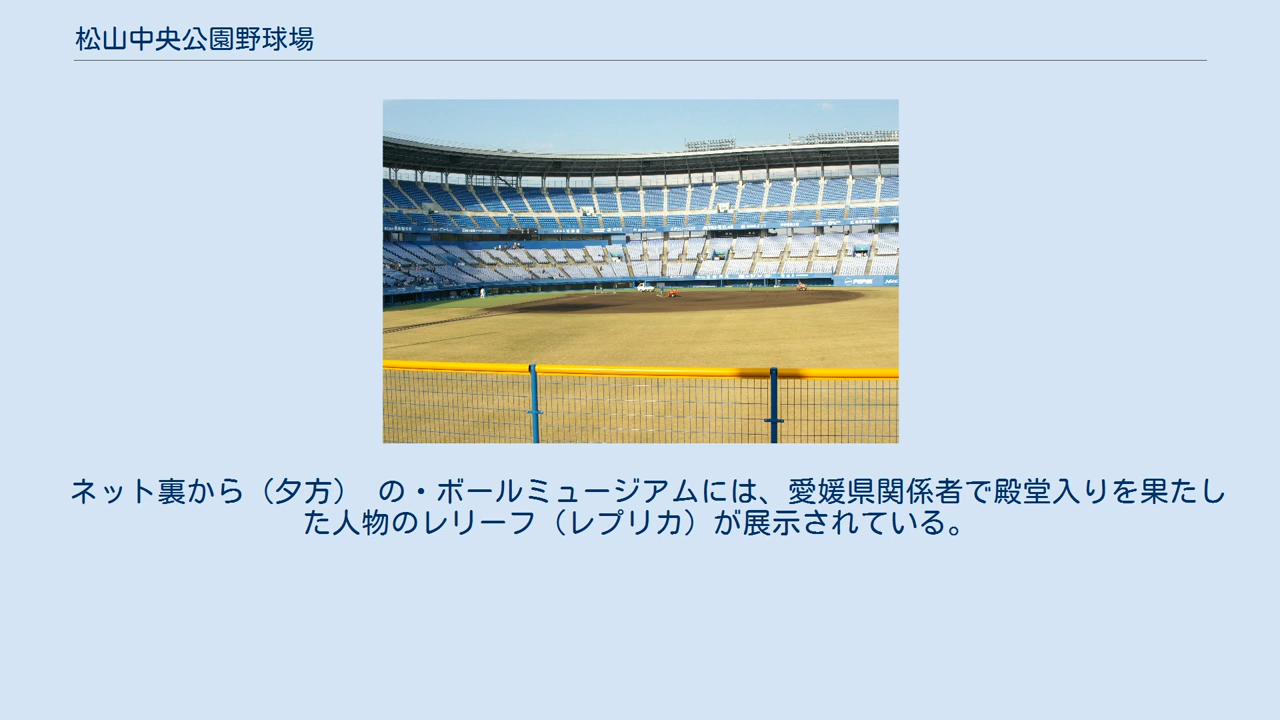 松山中央公園野球場
PEPSI
ネット裏から（夕方） の・ボールミュージアムには、愛媛県関係者で殿堂入りを果たし
た人物のレリーフ（レプリカ）が展示されている。